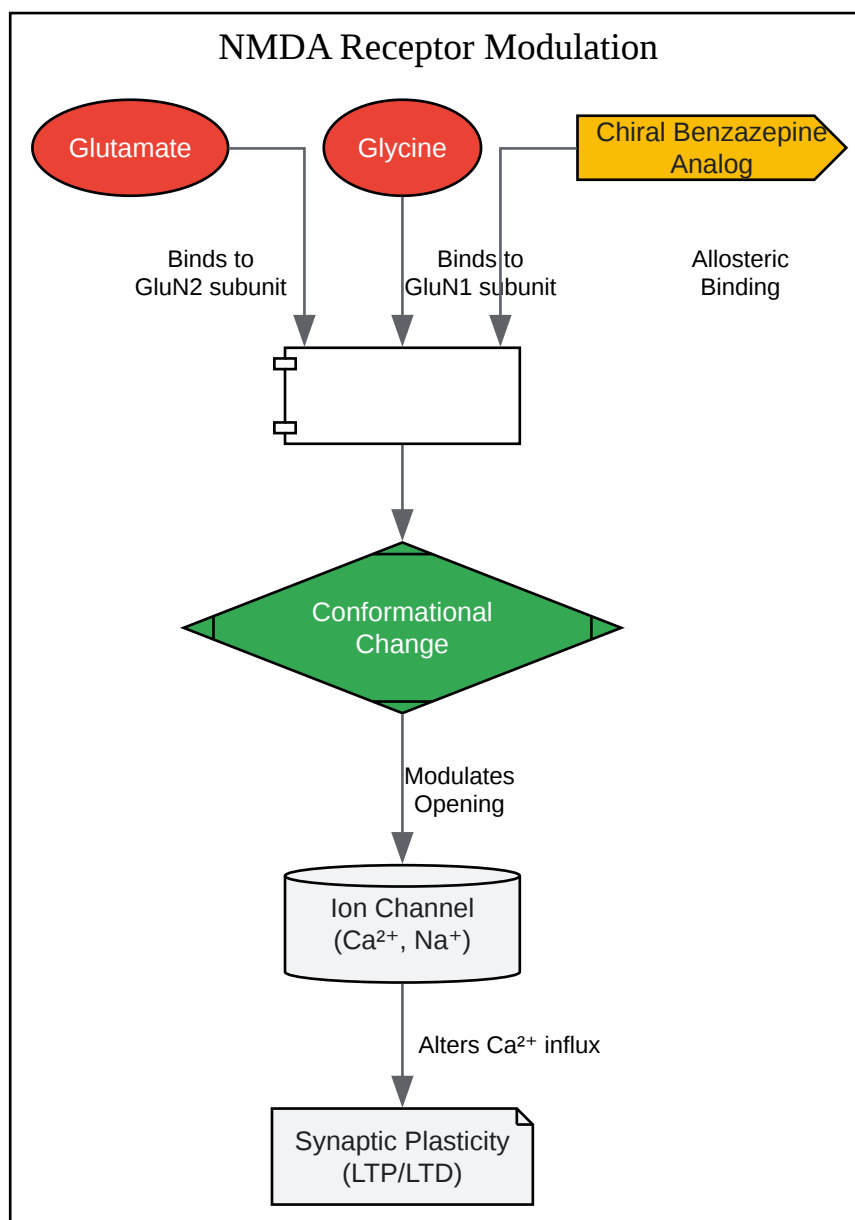 NMDA Receptor Modulation
Glutamate
Glycine
Chiral Benzazepine
Analog
Binds to
GluN2 subunit
Binds to
GluN1 subunit
Allosteric
Binding
Conformational
Change
Modulates
Opening
Ion Channel
(Ca²⁺, Na⁺)
Alters Ca²⁺ influx
Synaptic Plasticity
(LTP/LTD)